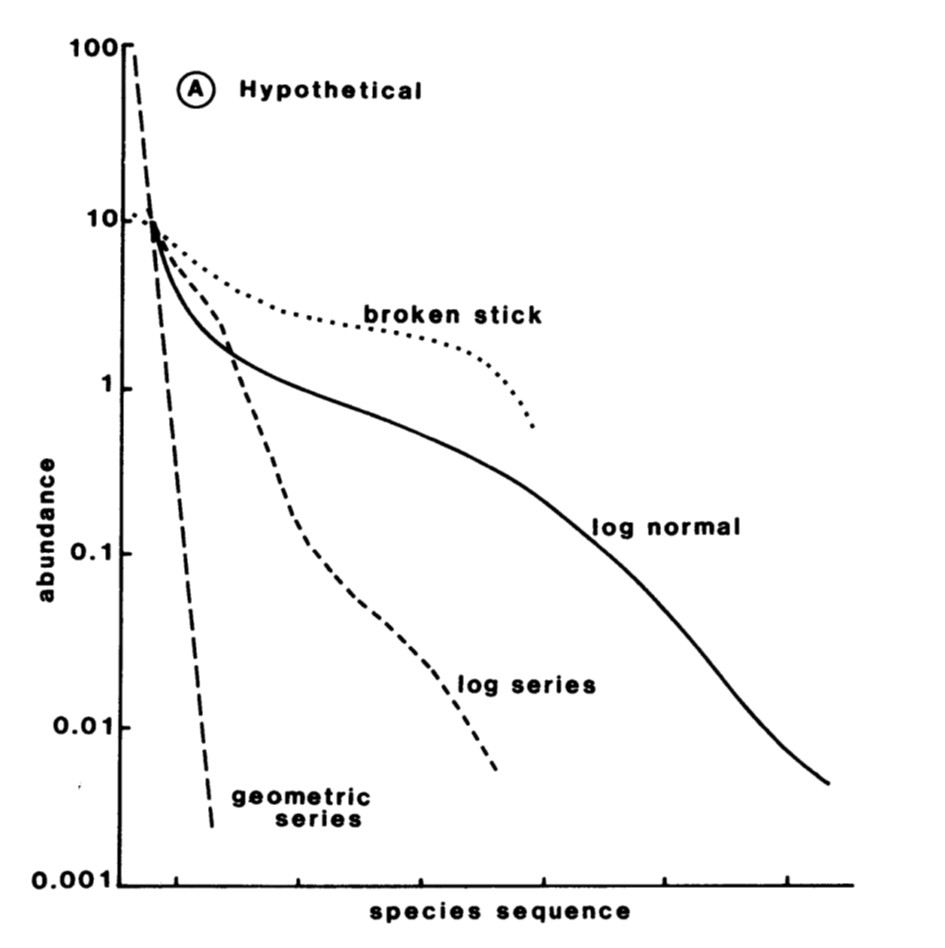 100
A Hypothetical
10
broken stick
1
abundance
log normal
0.1
log series
0.01
geometric
series
0.001
species sequence